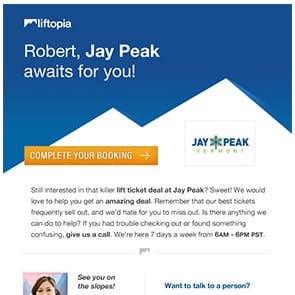 liftopia
Robert, Jay Peak
awaits for you!
JAY PEAK
VERMONT
COMPLETE YOUR BOOKING →
Still interested in that killer lift ticket deal at Jay Peak? Sweet! We would
love to help you get an amazing deal. Remember that our best tickets
frequently sell out, and we'd hate for you to miss out. Is there anything we
can do to help? If you had trouble checking out or found something
confusing, give us a call. We're here 7 days a week from 6AM - 6PM PST.
See you on
the slopes!
Want to talk to a person?